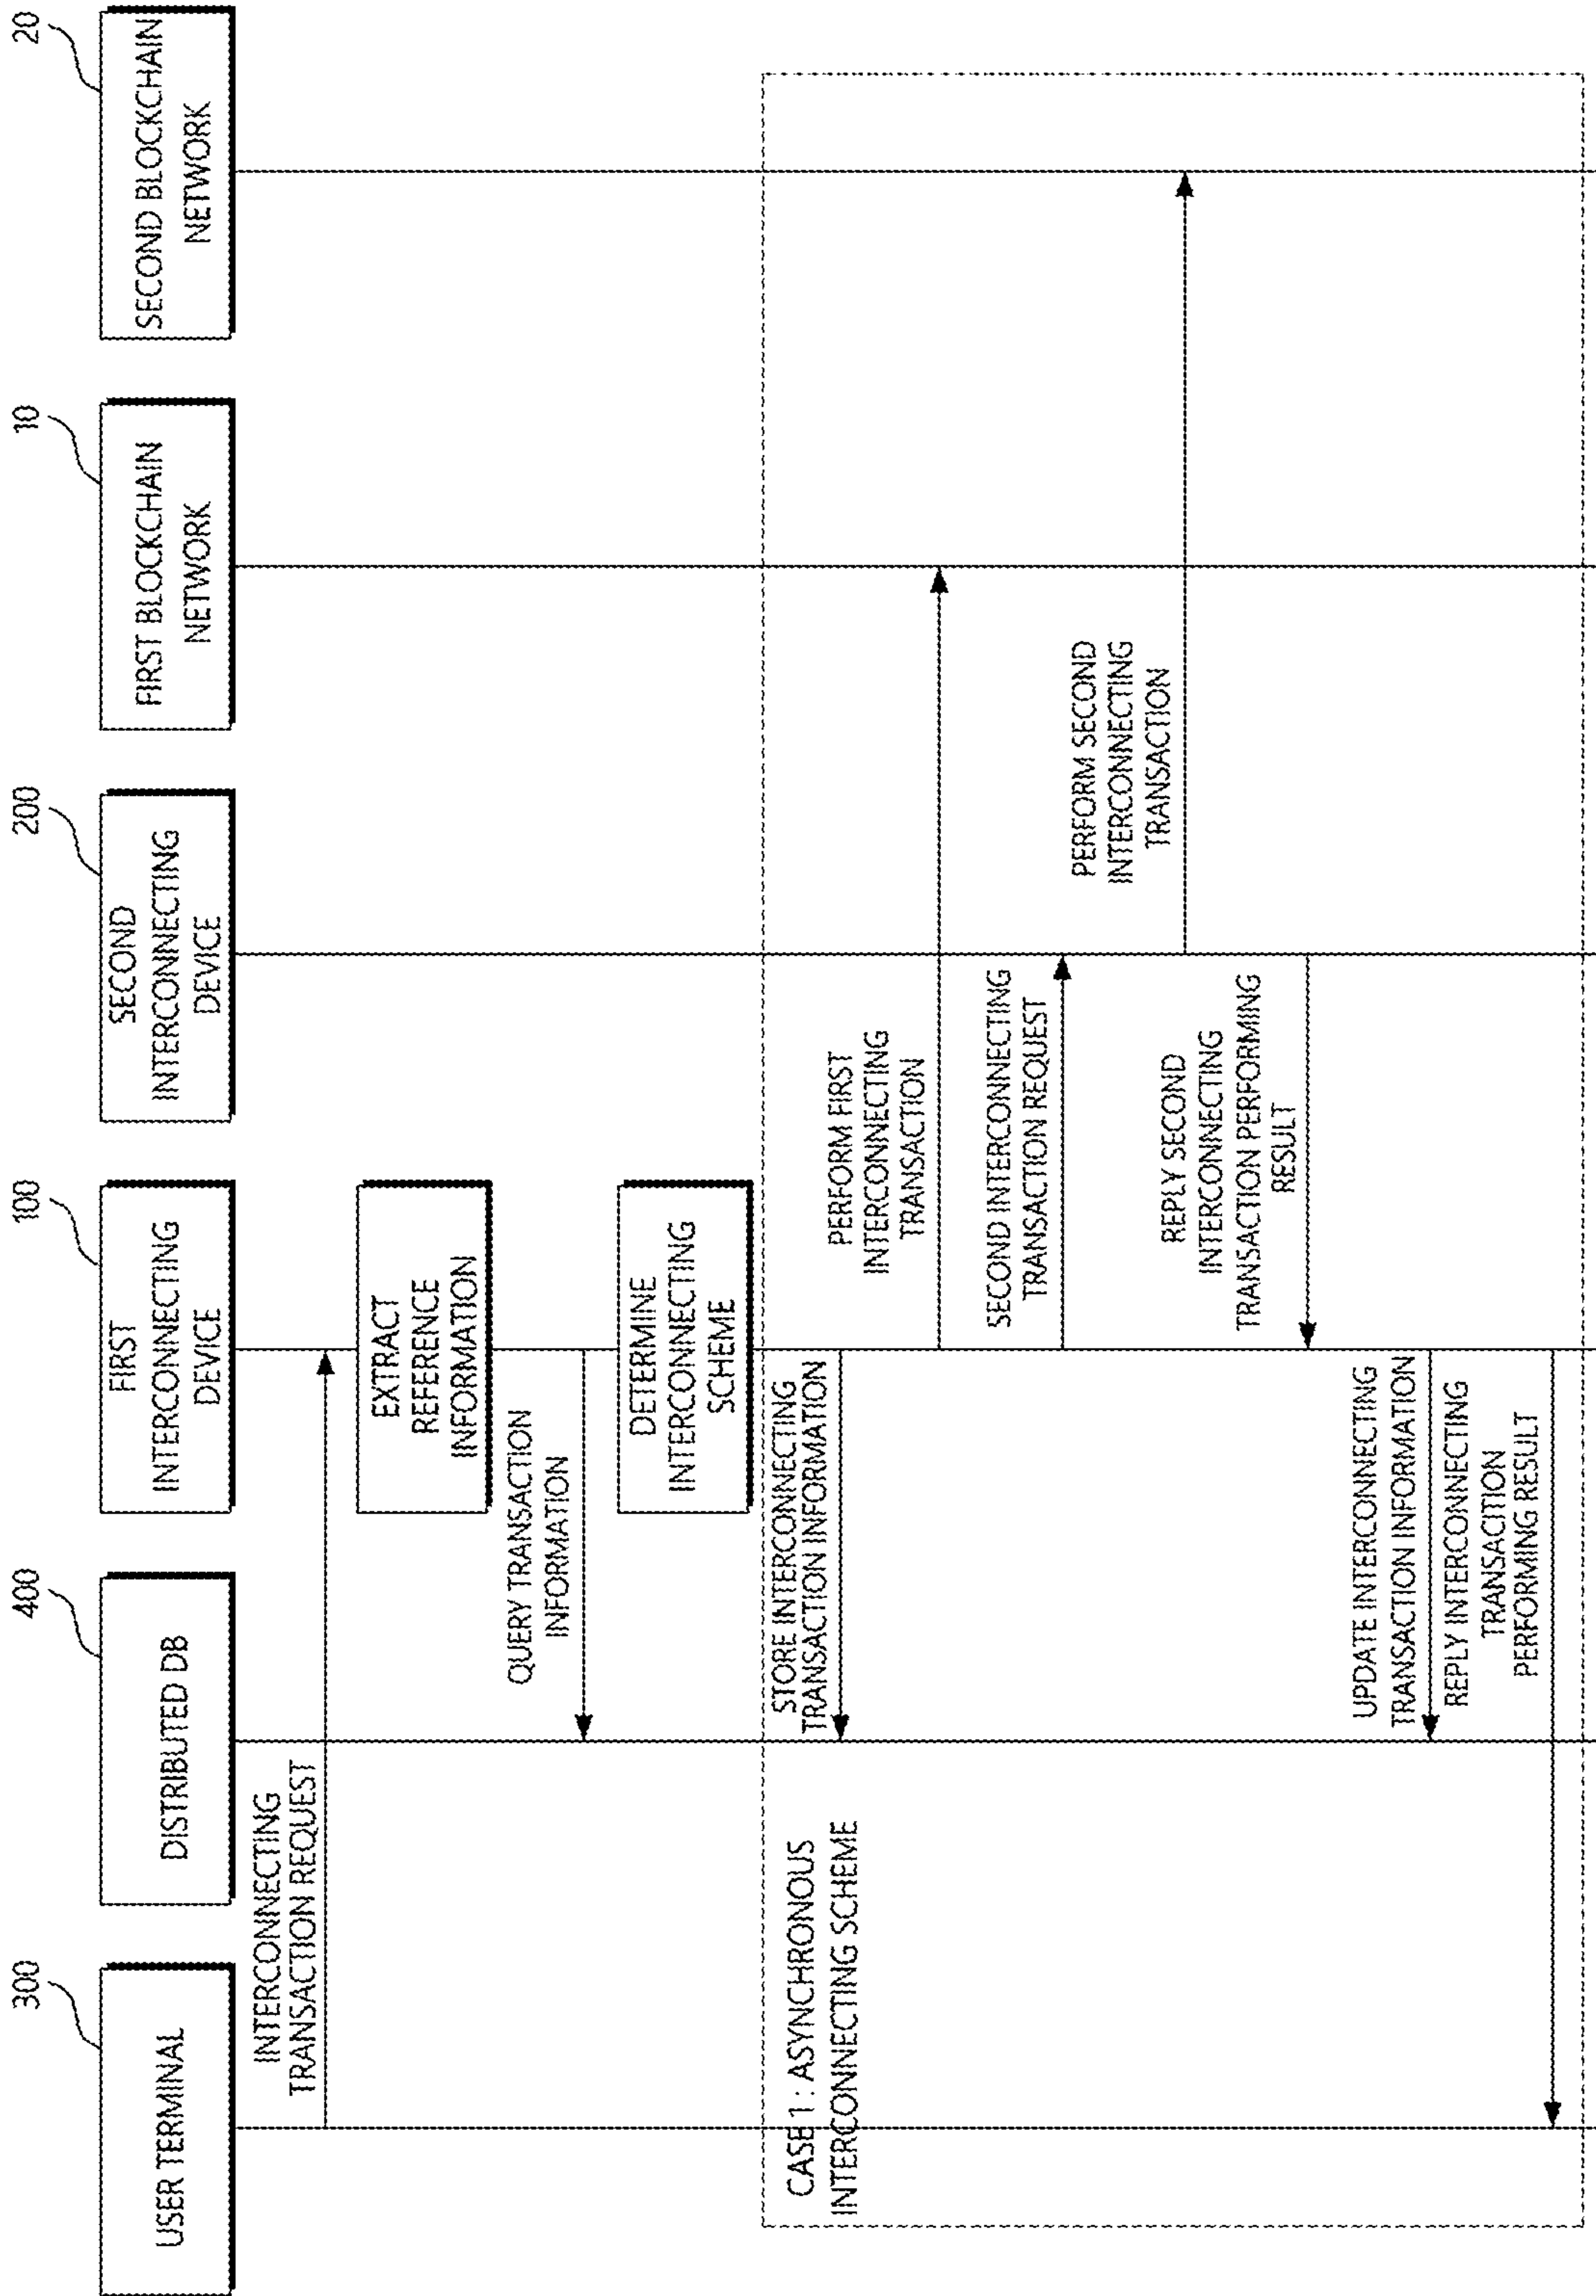 300
400
100
200
10
20
USER TERMINAL
DISTRIBUTED DB
FIRST
INTERCONNECTING
DEVICE
SECOND
INTERCONNECTING
DEVICE
FIRST BLOCKCHAIN
NETWORK
SECOND BLOCKCHAIN
NETWORK
INTERCONNECTING
TRANSACTION REQUEST
EXTRACT
REFERENCE
INFORMATION
QUERY TRANSACTION
INFORMATION
DETERMINE
INTERCONNECTING
SCHEME
CASE 1 : ASYNCHRONOUS
INTERCONNECTING SCHEME
STORE INTERCONNECTING
TRANSACTION INFORMATION
PERFORM FIRST
INTERCONNECTING
TRANSACTION
SECOND INTERCONNECTING
TRANSACTION REQUEST
PERFORM SECOND
INTERCONNECTING
TRANSACTION
REPLY SECOND
INTERCONNECTING
TRANSACTION PERFORMING
RESULT
UPDATE INTERCONNECTING
TRANSACTION INFORMATION
REPLY INTERCONNECTING
TRANSACITION
PERFORMING RESULT